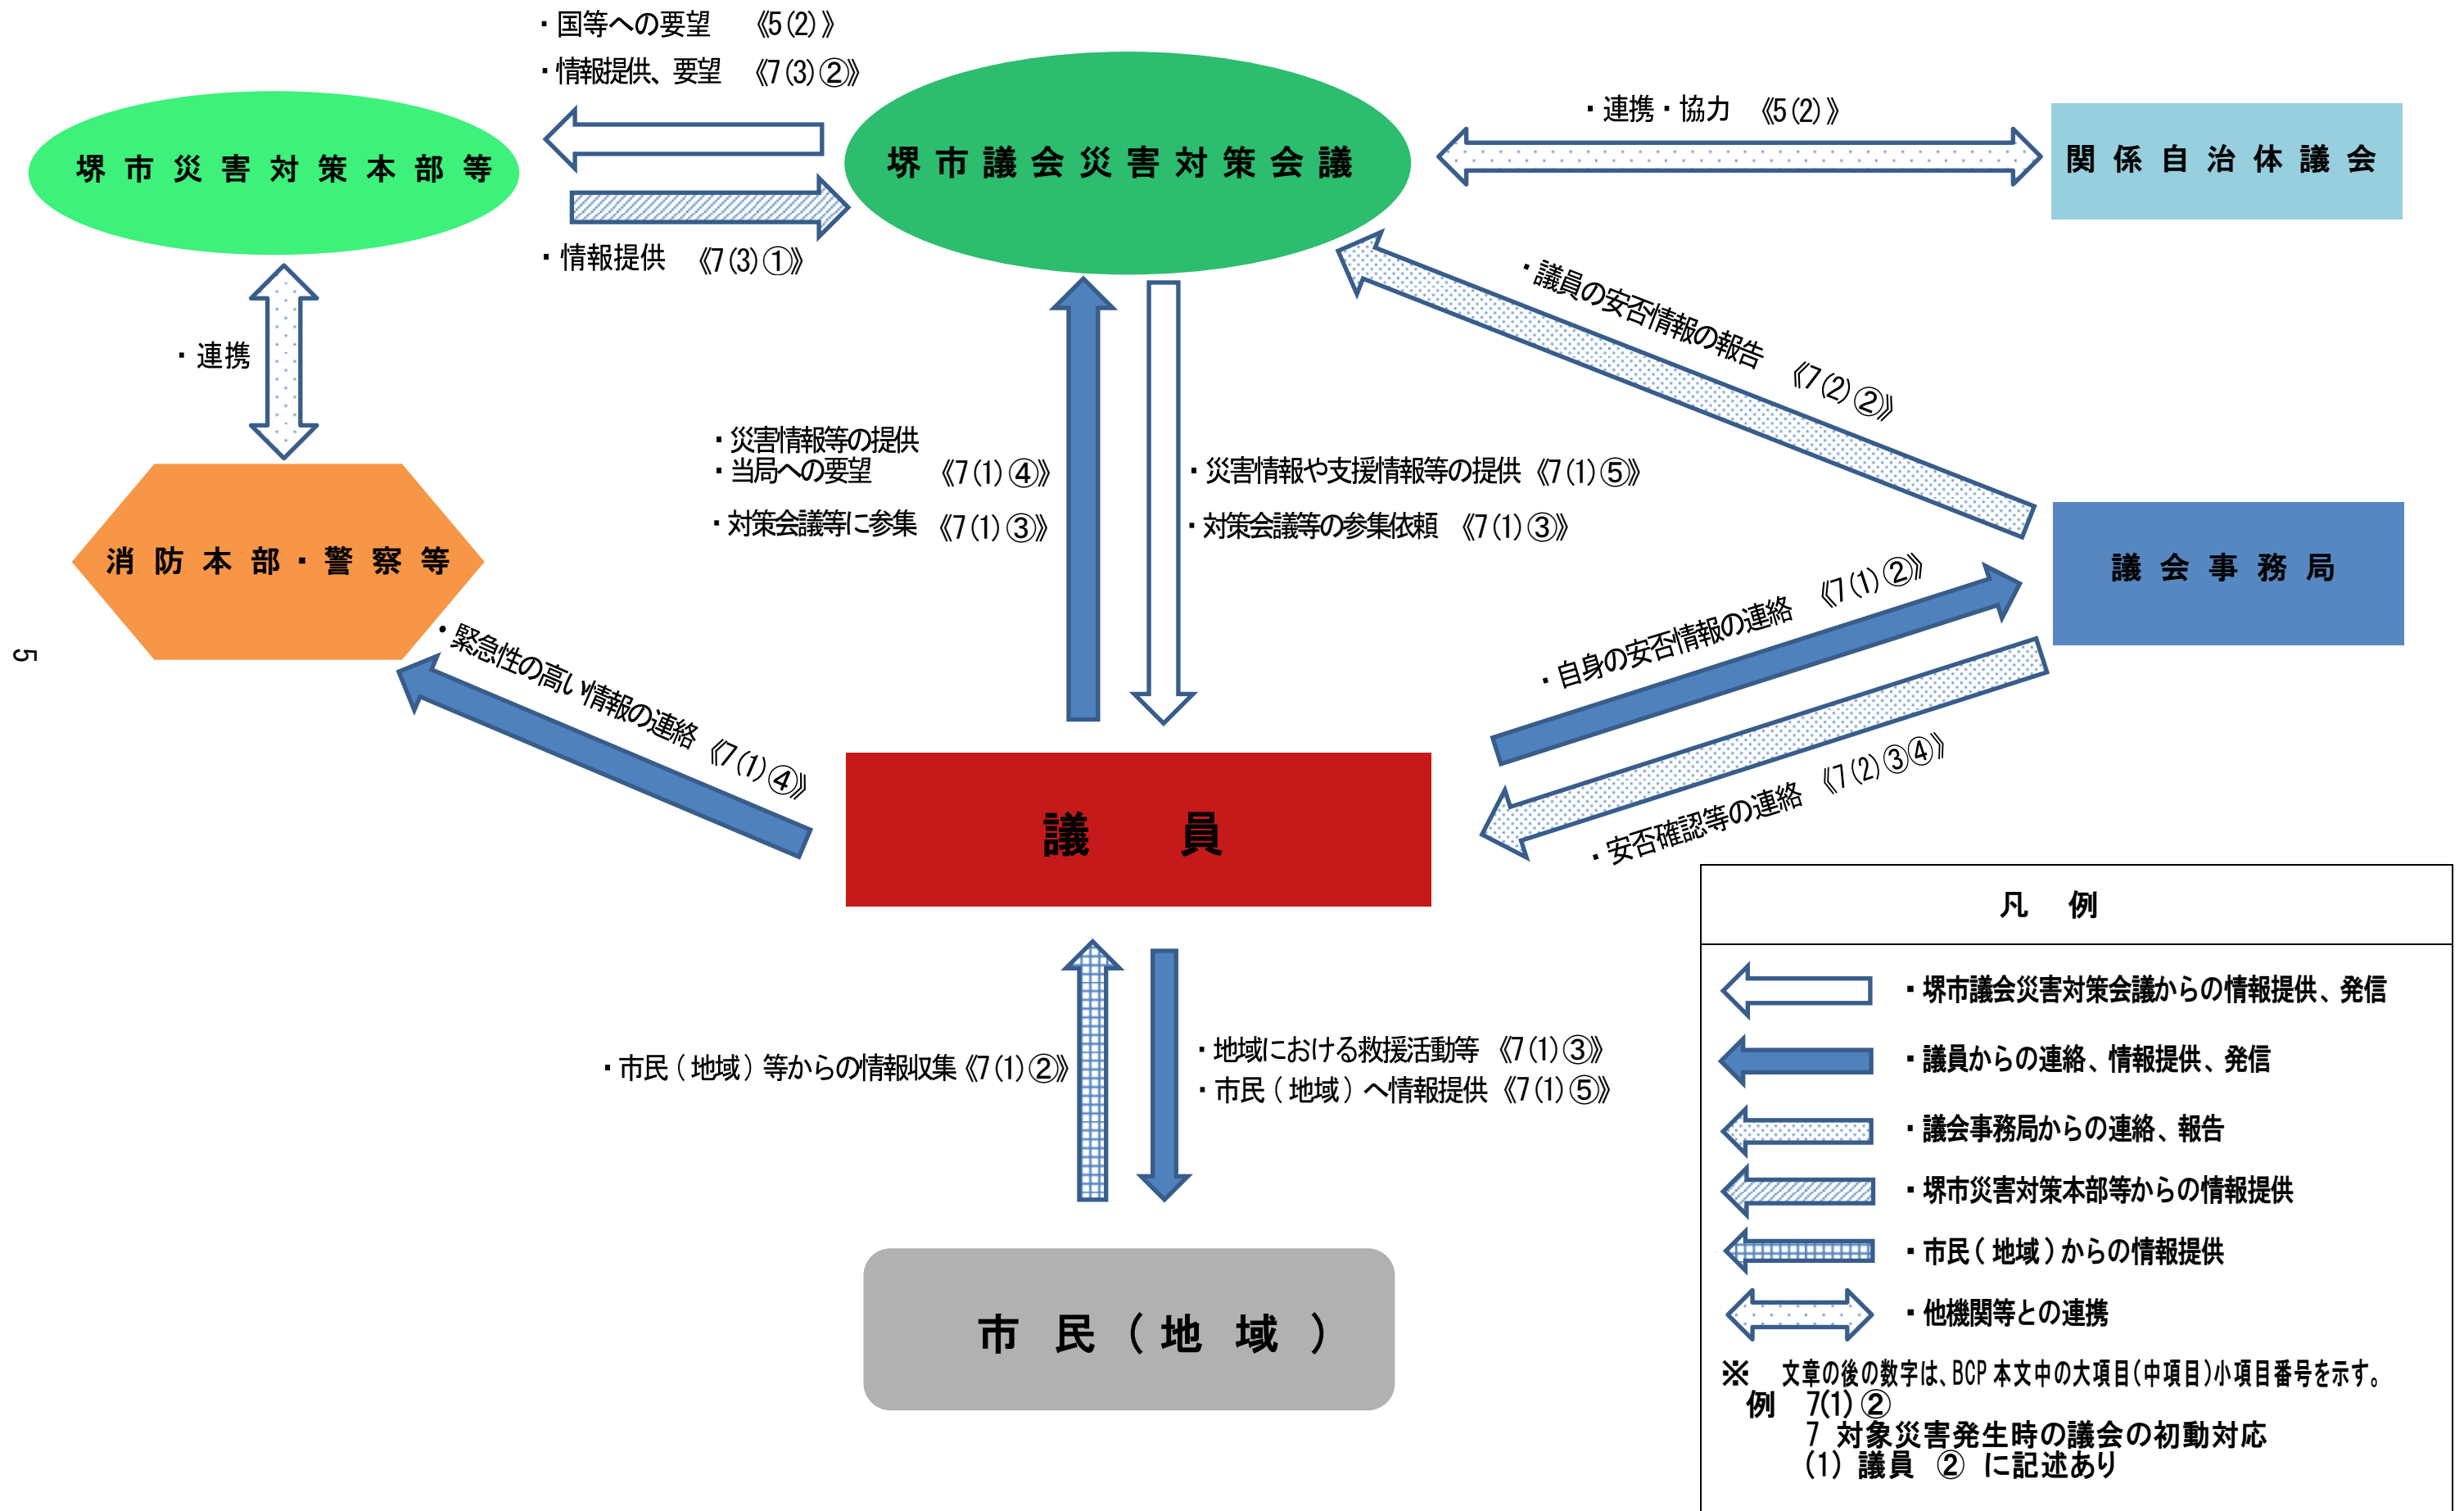 ・国等への要望　《5(2)》
・情報提供、要望　《7(3)②》
堺市災害対策本部等
堺市議会災害対策会議
・連携・協力　《5(2)》
関係自治体議会
・情報提供　《7(3)①》
・連携
・議員の安否情報の報告　《7(2)②》
・災害情報等の提供
・当局への要望　《7(1)④》
・対策会議等に参集　《7(1)③》
・災害情報や支援情報等の提供《7(1)⑤》
・対策会議等の参集依頼　《7(1)③》
消防本部・警察等
議会事務局
・緊急性の高い情報の連絡《7(1)④》
・自身の安否情報の連絡　《7(1)②》
・安否確認等の連絡《7(2)③④》
5
議　員
・市民(地域)等からの情報収集《7(1)②》
・地域における救援活動等《7(1)③》
・市民(地域)へ情報提供《7(1)⑤》
市民(地域)
凡　例
・堺市議会災害対策会議からの情報提供、発信
・議員からの連絡、情報提供、発信
・議会事務局からの連絡、報告
・堺市災害対策本部等からの情報提供
・市民(地域)からの情報提供
・他機関等との連携
※　文章の後の数字は、BCP本文中の大項目(中項目)小項目番号を示す。
例　7(1)②
7 対象災害発生時の議会の初動対応
(1) 議員　②　に記述あり